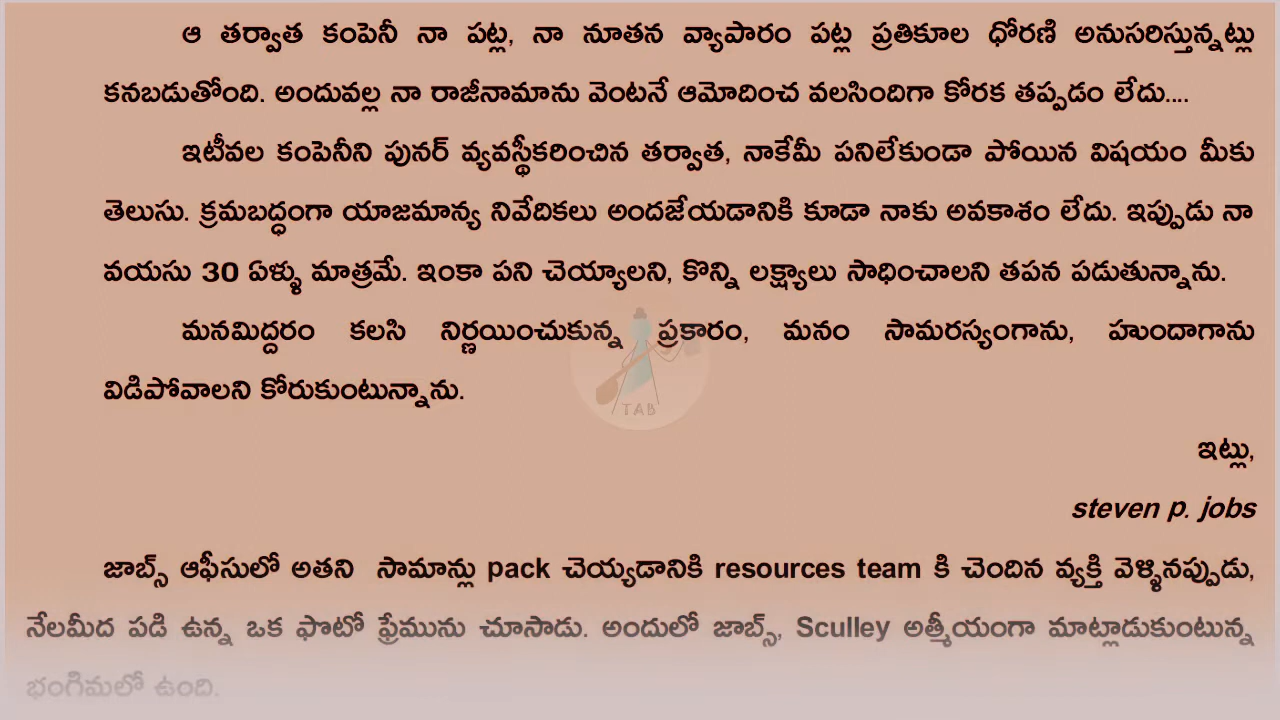 ఆ తర్వాత కంపెనీ నా పట్ల, నా నూతన వ్యాపారం పట్ల ప్రతికూల ధోరణి అనుసరిస్తున్నట్లు
కనబడుతోంది. అందువల్ల నా రాజీనామాను వెంటనే ఆమోదించ వలసిందిగా కోరక తప్పడం లేదు....
ఇటీవల కంపెనీని పునర్ వ్యవస్థీకరించిన తర్వాత, నాకేమీ పనిలేకుండా పోయిన విషయం మీకు
తెలుసు. క్రమబద్ధంగా యాజమాన్య నివేదికలు అందజేయడానికి కూడా నాకు అవకాశం లేదు. ఇప్పుడు నా
వయసు 30 ఏళ్ళు మాత్రమే. ఇంకా పని చెయ్యాలని, కొన్ని లక్ష్యాలు సాధించాలని తపన పడుతున్నాను.
మనమిద్దరం కలసి నిర్ణయించుకున్న ప్రకారం, మనం సామరస్యంగాను, హుందాగాను
విడిపోవాలని కోరుకుంటున్నాను.
TAB
ఇట్లు,
steven p. jobs
జాబ్స్ ఆఫీసులో అతని సామాన్లు pack చెయ్యడానికి resources team కి చెందిన వ్యక్తి వెళ్ళినప్పుడు,
నేలమీద పడి ఉన్న ఒక ఫొటో ఫ్రేమును చూసాడు. అందులో జాబ్స్, Sculley అత్మీయంగా మాట్లాడుకుంటున్న
భంగిమలో ఉంది.